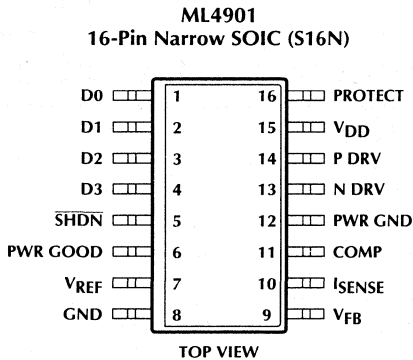 ML4901
16-Pin Narrow SOIC (S16N)
D0 1 16 PROTECT
D1 2 15 VDD
D2 3 14 P DRV
D3 4 13 N DRV
SHDN 5 12 PWR GND
PWR GOOD 6 11 COMP
VREF 7 10 ISENSE
GND 8 9 VFB
TOP VIEW